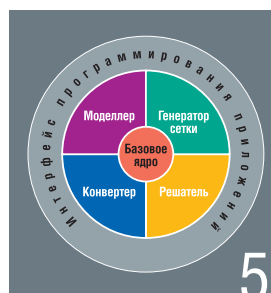 Интерфейс программирования приложений
Моделлер
Генератор
сетки
Базовое
ядро
Конвертер
Решатель
5